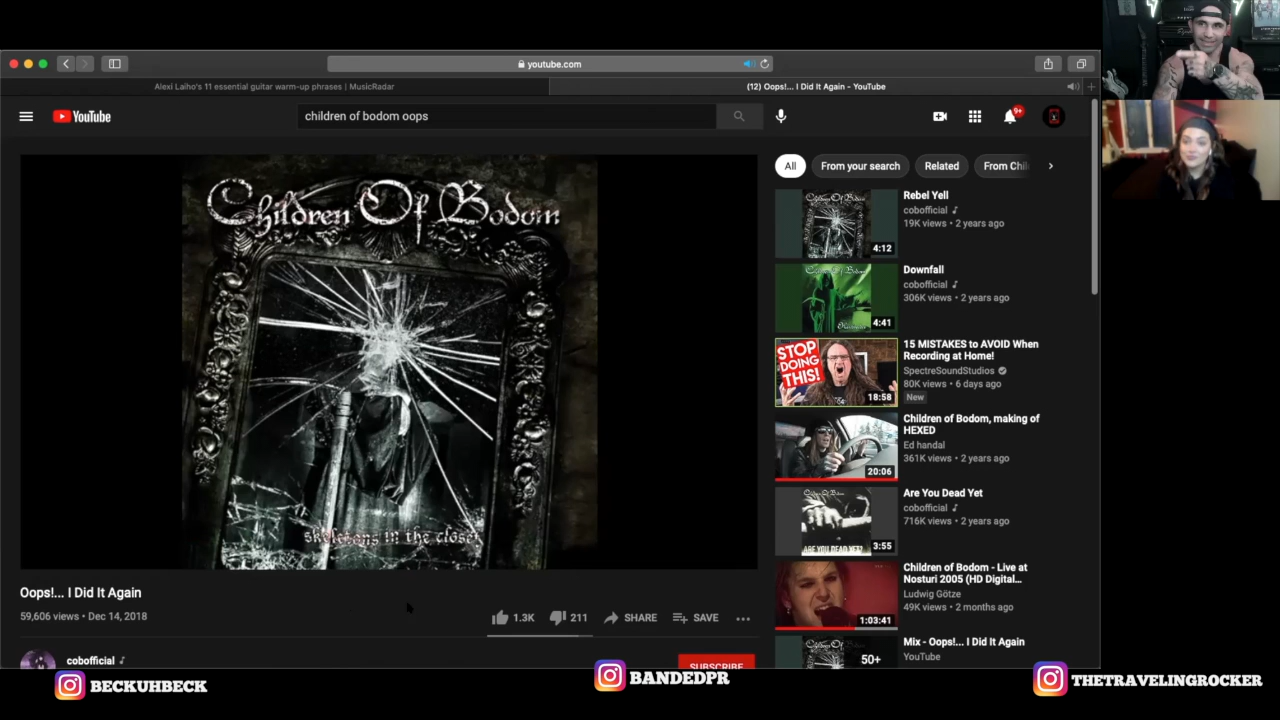 youtube.com
Alexi Laiho's 11 essential guitar warm-up phrases | MusicRadar
(12) Oops!... I Did It Again - YouTube
YouTube
children of bodom oops
9+
All
From your search
Related
From Chil
Children Of Bodom
skeletons in the closet
Rebel Yell
cobofficial
19K views • 2 years ago
4:12
Downfall
cobofficial
306K views • 2 years ago
4:41
STOP
DOING
THIS!
18:58
15 MISTAKES to AVOID When
Recording at Home!
SpectreSoundStudios
80K views • 6 days ago
New
Children of Bodom, making of
HEXED
Ed handal
361K views • 2 years ago
20:06
Are You Dead Yet
cobofficial
716K views • 2 years ago
ARE YOU DEAD YET?
3:55
Children of Bodom - Live at
Nosturi 2005 (HD Digital...
Ludwig Götze
49K views • 2 months ago
1:03:41
Mix - Oops!... I Did It Again
YouTube
50+
Oops!... I Did It Again
59,606 views • Dec 14, 2018
1.3K
211
SHARE
SAVE
cobofficial
SUBSCRIBE
BECKUHBECK
BANDEDPR
THETRAVELINGROCKER